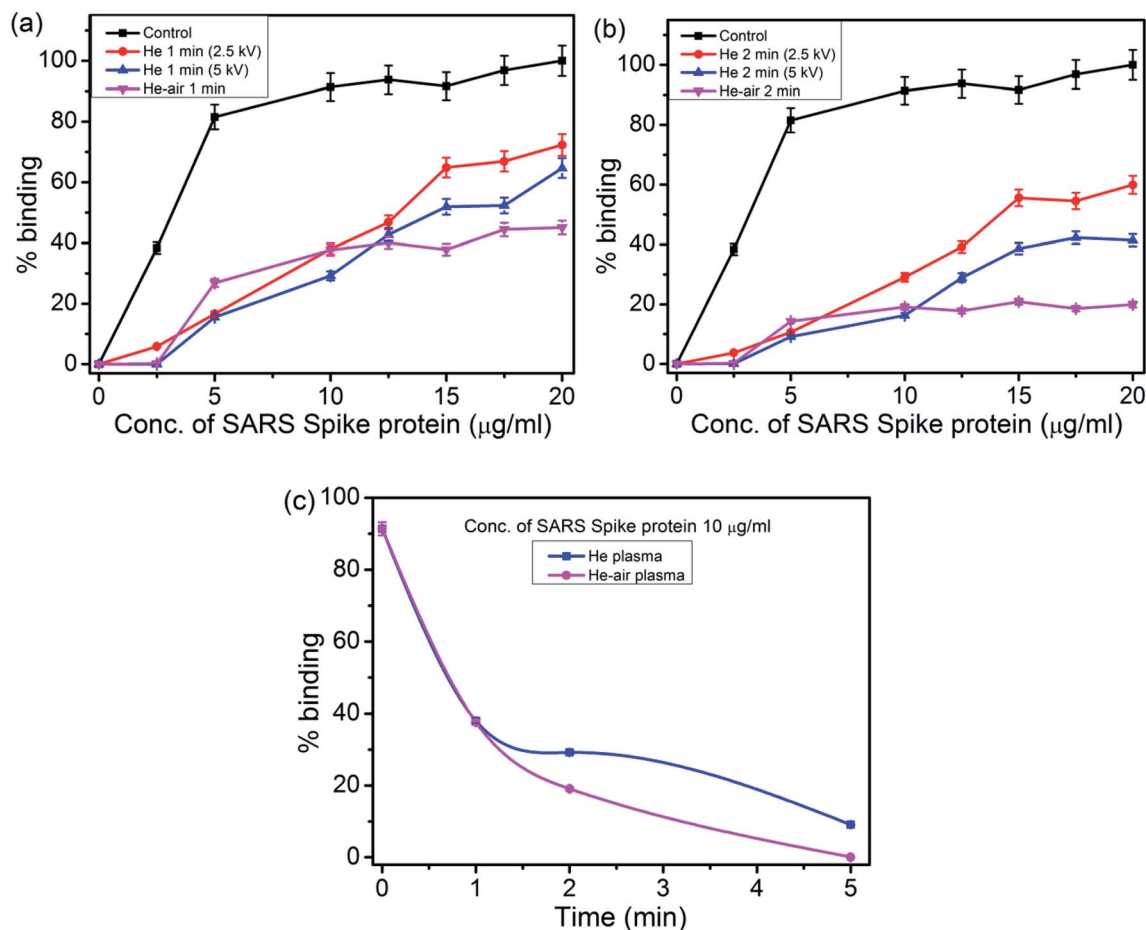 (a)
Control
He 1 min (2.5 kV)
He 1 min (5 kV)
He-air 1 min
% binding
100
80
60
40
20
0
0 5 10 15 20
Conc. of SARS Spike protein (μg/ml)
(b)
Control
He 2 min (2.5 kV)
He 2 min (5 kV)
He-air 2 min
% binding
100
80
60
40
20
0
0 5 10 15 20
Conc. of SARS Spike protein (μg/ml)
(c)
Conc. of SARS Spike protein 10 μg/ml
He plasma
He-air plasma
% binding
100
80
60
40
20
0
0 1 2 3 4 5
Time (min)